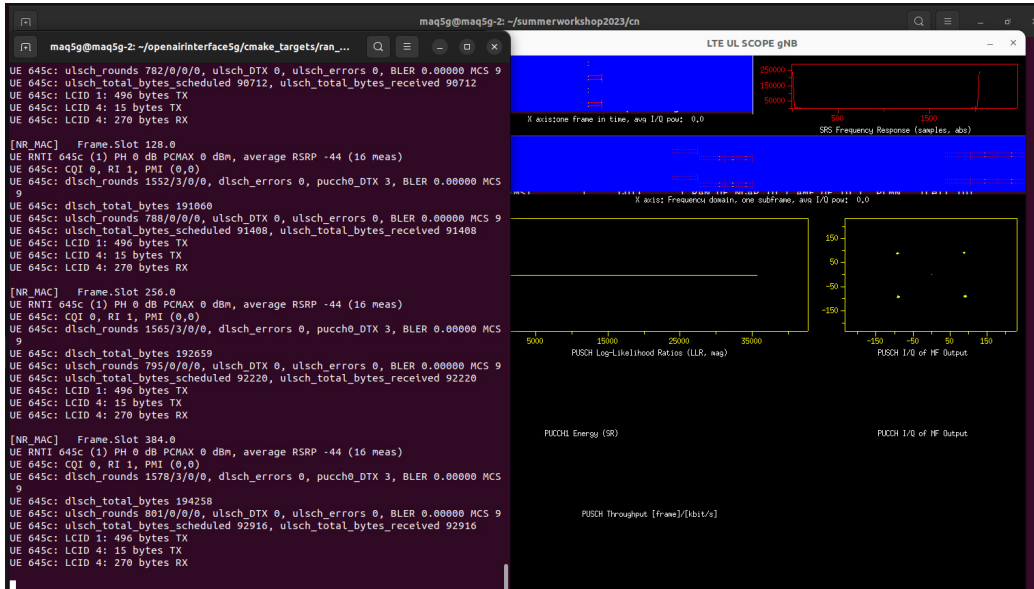 maq5g@maq5g-2: ~/summerworkshop2023/cn
maq5g@maq5g-2: ~/openairinterface5g/cmake_targets/ran_...
UE 645c: ulsch_rounds 782/0/0/0, ulsch_DTX 0, ulsch_errors 0, BLER 0.00000 MCS 9
UE 645c: ulsch_total_bytes_scheduled 90712, ulsch_total_bytes_received 90712
UE 645c: LCID 1: 496 bytes TX
UE 645c: LCID 4: 15 bytes TX
UE 645c: LCID 4: 270 bytes RX
[NR_MAC] Frame.Slot 128.0
UE RNTI 645c (1) PH 0 dB PCMAX 0 dBm, average RSRP -44 (16 meas)
UE 645c: CQI 0, RI 1, PMI (0,0)
UE 645c: dlsch_rounds 1552/3/0/0, dlsch_errors 0, pucch0_DTX 3, BLER 0.00000 MCS
9
UE 645c: dlsch_total_bytes 191060
UE 645c: ulsch_rounds 788/0/0/0, ulsch_DTX 0, ulsch_errors 0, BLER 0.00000 MCS 9
UE 645c: ulsch_total_bytes_scheduled 91408, ulsch_total_bytes_received 91408
UE 645c: LCID 1: 496 bytes TX
UE 645c: LCID 4: 15 bytes TX
UE 645c: LCID 4: 270 bytes RX
[NR_MAC] Frame.Slot 256.0
UE RNTI 645c (1) PH 0 dB PCMAX 0 dBm, average RSRP -44 (16 meas)
UE 645c: CQI 0, RI 1, PMI (0,0)
UE 645c: dlsch_rounds 1565/3/0/0, dlsch_errors 0, pucch0_DTX 3, BLER 0.00000 MCS
9
UE 645c: dlsch_total_bytes 192659
UE 645c: ulsch_rounds 795/0/0/0, ulsch_DTX 0, ulsch_errors 0, BLER 0.00000 MCS 9
UE 645c: ulsch_total_bytes_scheduled 92220, ulsch_total_bytes_received 92220
UE 645c: LCID 1: 496 bytes TX
UE 645c: LCID 4: 15 bytes TX
UE 645c: LCID 4: 270 bytes RX
[NR_MAC] Frame.Slot 384.0
UE RNTI 645c (1) PH 0 dB PCMAX 0 dBm, average RSRP -44 (16 meas)
UE 645c: CQI 0, RI 1, PMI (0,0)
UE 645c: dlsch_rounds 1578/3/0/0, dlsch_errors 0, pucch0_DTX 3, BLER 0.00000 MCS
9
UE 645c: dlsch_total_bytes 194258
UE 645c: ulsch_rounds 801/0/0/0, ulsch_DTX 0, ulsch_errors 0, BLER 0.00000 MCS 9
UE 645c: ulsch_total_bytes_scheduled 92916, ulsch_total_bytes_received 92916
UE 645c: LCID 1: 496 bytes TX
UE 645c: LCID 4: 15 bytes TX
UE 645c: LCID 4: 270 bytes RX
LTE UL SCOPE gNB
X axis:one frame in time, avg I/Q pow: 0.0
250000
150000
50000
500 1500
SRS Frequency Response (samples, abs)
X axis: Frequency domain, one subframe, avg I/Q pow: 0.0
5000 15000 25000 35000
PUSCH Log-Likelihood Ratios (LLR, mag)
150
50
-50
-150
-150 -50 50 150
PUSCH I/Q of MF Output
PUCCH1 Energy (SR)
PUCCH I/Q of MF Output
PUSCH Throughput [frame]/[kbit/s]